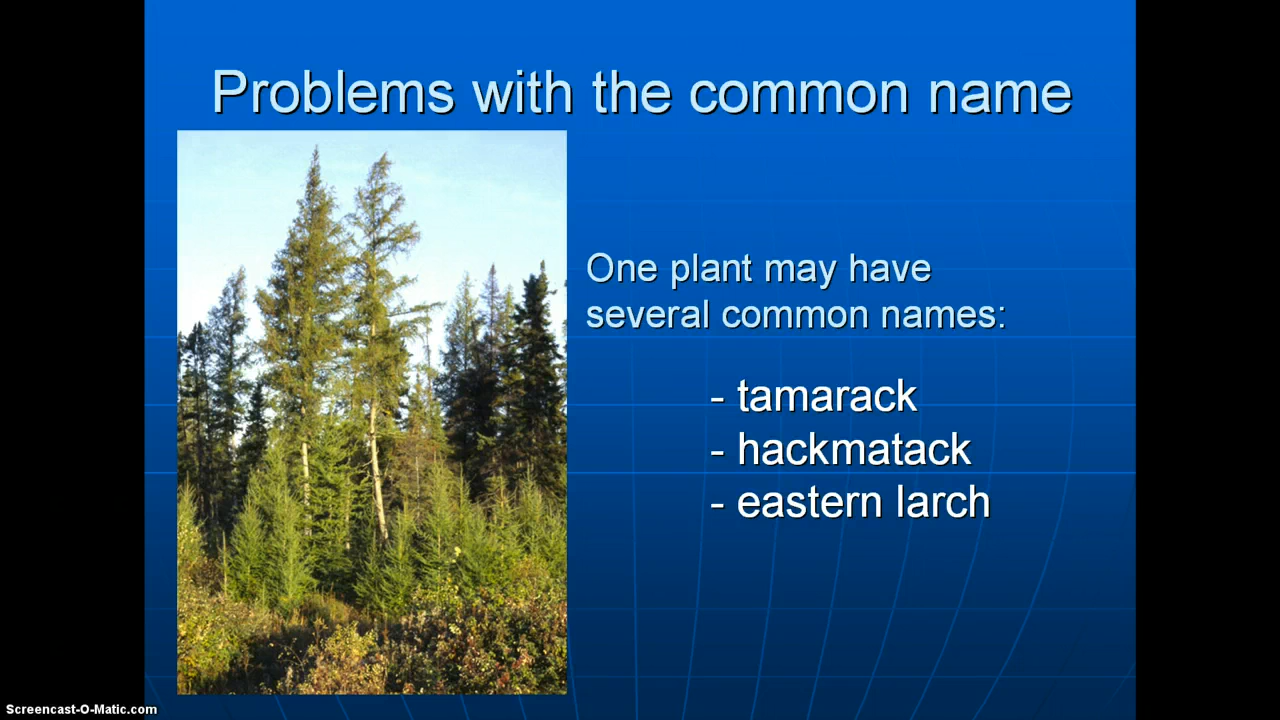 Problems with the common name
One plant may have
several common names:
- tamarack
- hackmatack
- eastern larch
Screencast-O-Matic.com